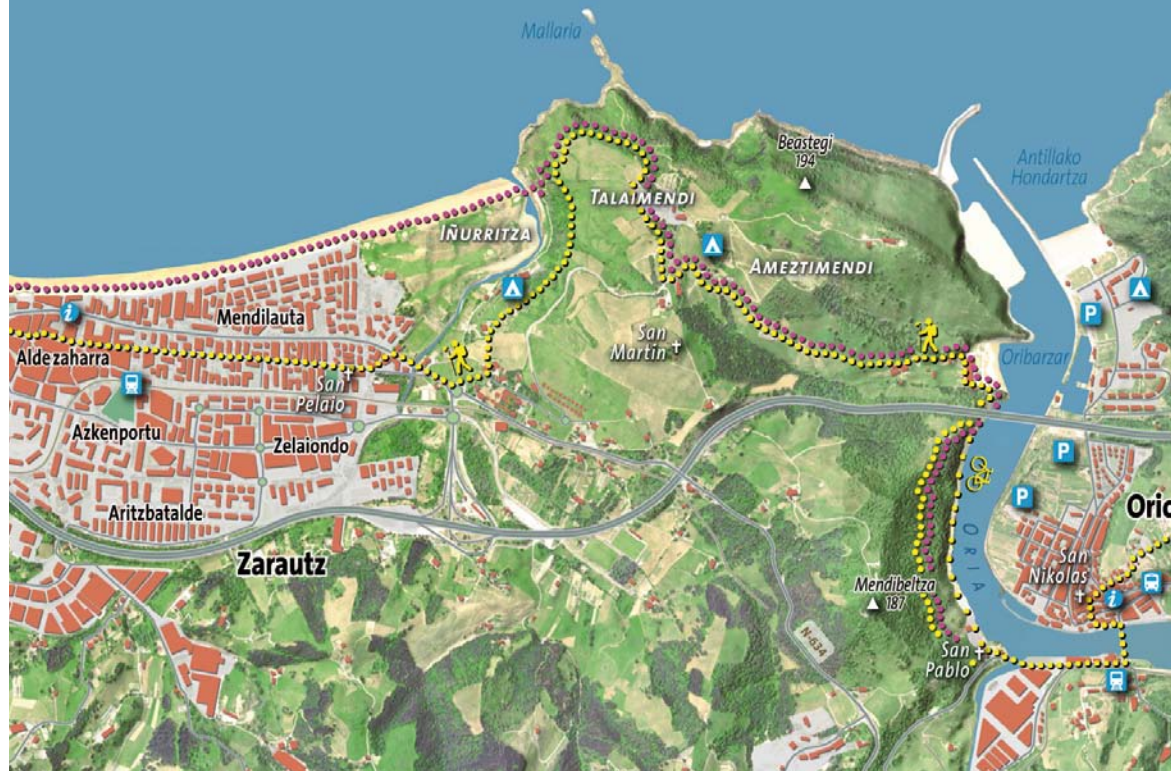 Mallaria
Beastegi
194
Antillako
Hondartza
TALAIMENDI
IÑURRITZA
AMEZTIMENDI
Mendilauta
i
P
Alde zaharra
San
Martin
Oribarzar
San
Pelaio
Azkenportu
Zelaiondo
P
P
Aritzbatalde
Orio
ORIA
Zarautz
San
Nikolas
i
Mendibeltza
187
N-634
San
Pablo